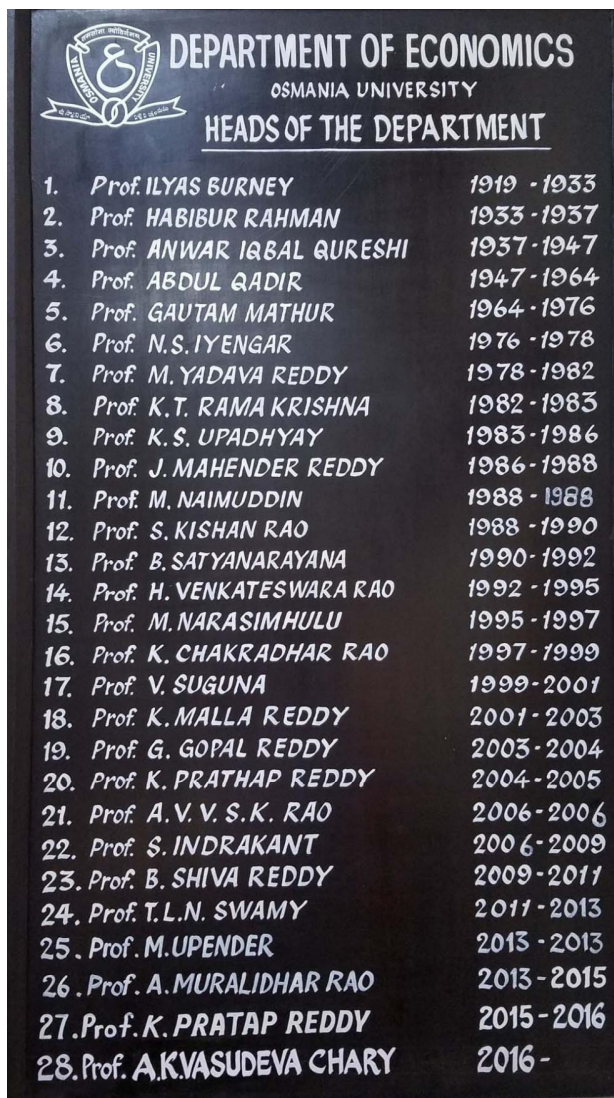 OSMANIA UNIVERSITY
DEPARTMENT OF ECONOMICS
OSMANIA UNIVERSITY
HEADS OF THE DEPARTMENT
1. Prof. ILYAS BURNEY 1919 - 1933
2. Prof. HABIBUR RAHMAN 1933 - 1937
3. Prof. ANWAR IQBAL QURESHI 1937 - 1947
4. Prof. ABDUL QADIR 1947 - 1964
5. Prof. GAUTAM MATHUR 1964 - 1976
6. Prof. N.S. IYENGAR 1976 - 1978
7. Prof. M. YADAVA REDDY 1978 - 1982
8. Prof. K.T. RAMA KRISHNA 1982 - 1983
9. Prof. K.S. UPADHYAY 1983 - 1986
10. Prof. J. MAHENDER REDDY 1986 - 1988
11. Prof. M. NAIMUDDIN 1988 - 1988
12. Prof. S. KISHAN RAO 1988 - 1990
13. Prof. B. SATYANARAYANA 1990 - 1992
14. Prof. H. VENKATESWARA RAO 1992 - 1995
15. Prof. M. NARASIMHULU 1995 - 1997
16. Prof. K. CHAKRADHAR RAO 1997 - 1999
17. Prof. V. SUGUNA 1999 - 2001
18. Prof. K. MALLA REDDY 2001 - 2003
19. Prof. G. GOPAL REDDY 2003 - 2004
20. Prof. K. PRATHAP REDDY 2004 - 2005
21. Prof. A.V.V.S.K. RAO 2006 - 2006
22. Prof. S. INDRAKANT 2006 - 2009
23. Prof. B. SHIVA REDDY 2009 - 2011
24. Prof. T.L.N. SWAMY 2011 - 2013
25. Prof. M. UPENDER 2013 - 2013
26. Prof. A. MURALIDHAR RAO 2013 - 2015
27. Prof. K. PRATAP REDDY 2015 - 2016
28. Prof. A.K.VASUDEVA CHARY 2016 -